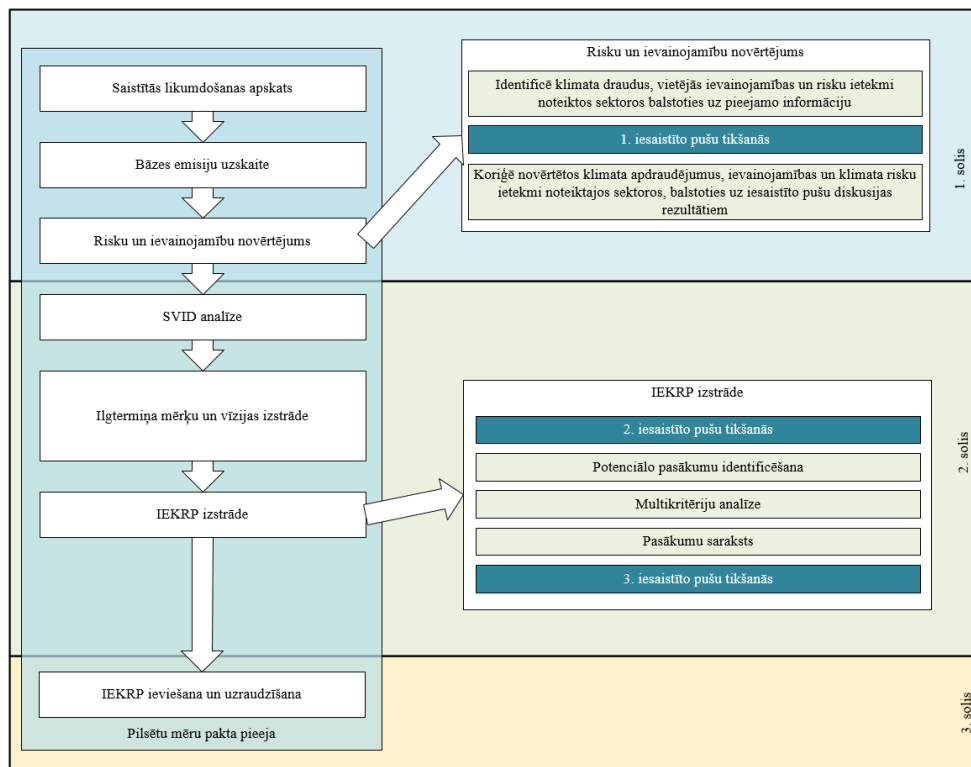 Saistītās likumdošanas apskats
Bāzes emisiju uzskaite
Risku un ievainojamību novērtējums
Risku un ievainojamību novērtējums
Identificē klimata draudus, vietējās ievainojamības un risku ietekmi
noteiktos sektoros balstoties uz pieejamo informāciju
1. iesaistīto pušu tikšanās
Koriģē novērtētos klimata apdraudējumus, ievainojamības un klimata risku
ietekmi noteiktajos sektoros, balstoties uz iesaistīto pušu diskusijas
rezultātiem
1. solis
SVID analīze
Ilgtermiņa mērķu un vīzijas izstrāde
IEKRP izstrāde
IEKRP izstrāde
2. iesaistīto pušu tikšanās
Potenciālo pasākumu identificēšana
Multikritēriju analīze
Pasākumu saraksts
3. iesaistīto pušu tikšanās
2. solis
IEKRP ieviešana un uzraudzīšana
Pilsētu mēru pakta pieeja
3. solis